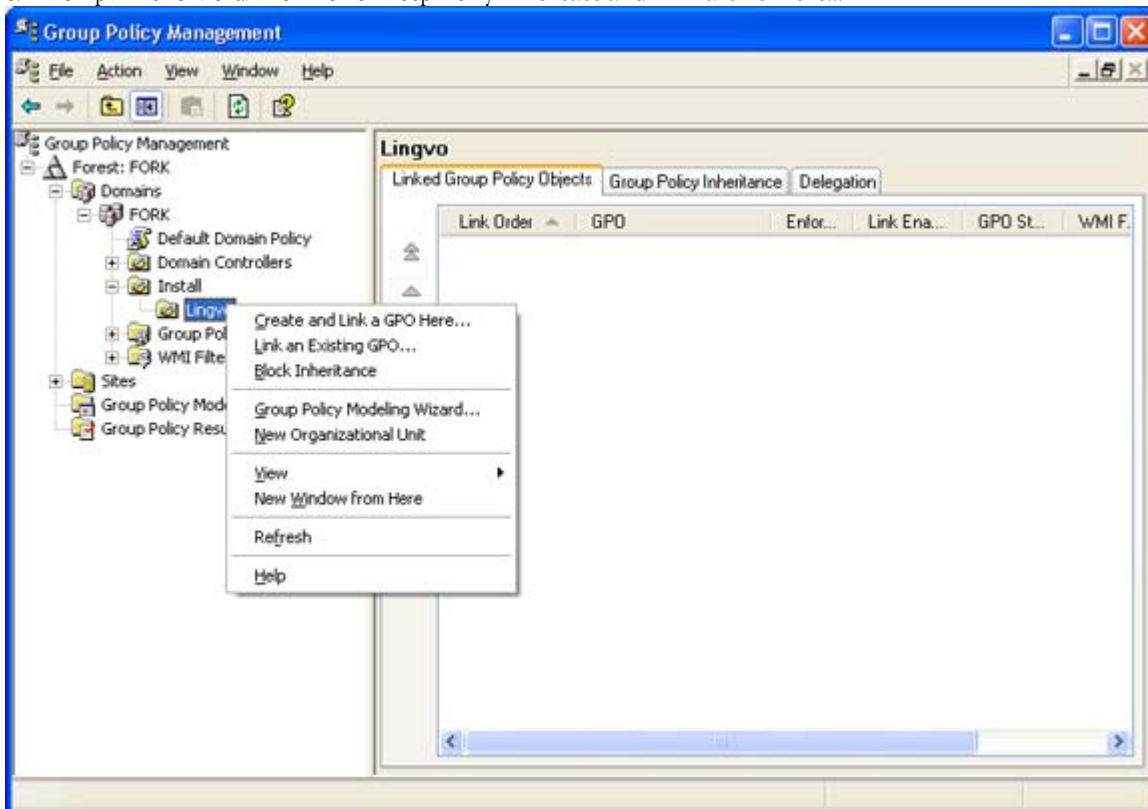 Group Policy Management
File Action View Window Help
Group Policy Management
Forest: FORK
Domains
FORK
Default Domain Policy
Domain Controllers
Install
Lingv
Group Pol
WMI Filte
Sites
Group Policy Mod
Group Policy Resu
Create and Link a GPO Here...
Link an Existing GPO...
Block Inheritance
Group Policy Modeling Wizard...
New Organizational Unit
View
New Window from Here
Refresh
Help
Lingvo
Linked Group Policy Objects Group Policy Inheritance Delegation
Link Order GPO Enfor... Link Ena... GPO St... WMI F.